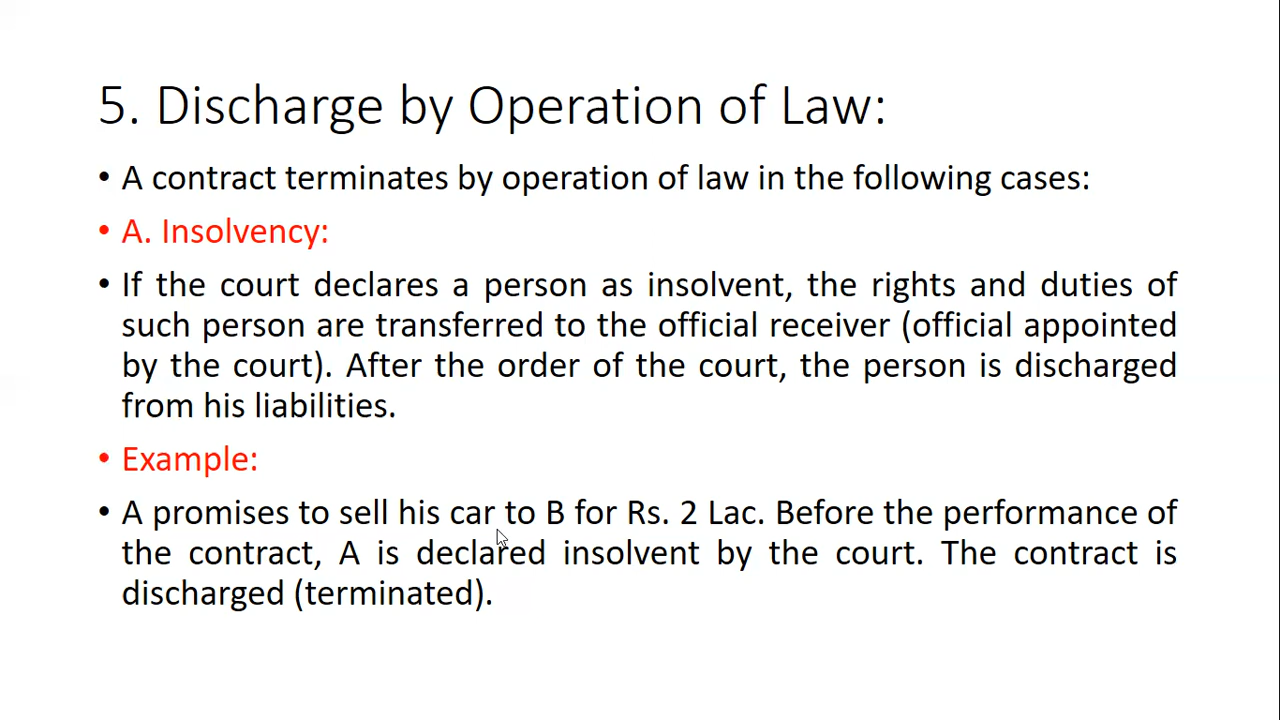 5. Discharge by Operation of Law:
• A contract terminates by operation of law in the following cases:
• A. Insolvency:
• If the court declares a person as insolvent, the rights and duties of
such person are transferred to the official receiver (official appointed
by the court). After the order of the court, the person is discharged
from his liabilities.
• Example:
• A promises to sell his car to B for Rs. 2 Lac. Before the performance of
the contract, A is declared insolvent by the court. The contract is
discharged (terminated).